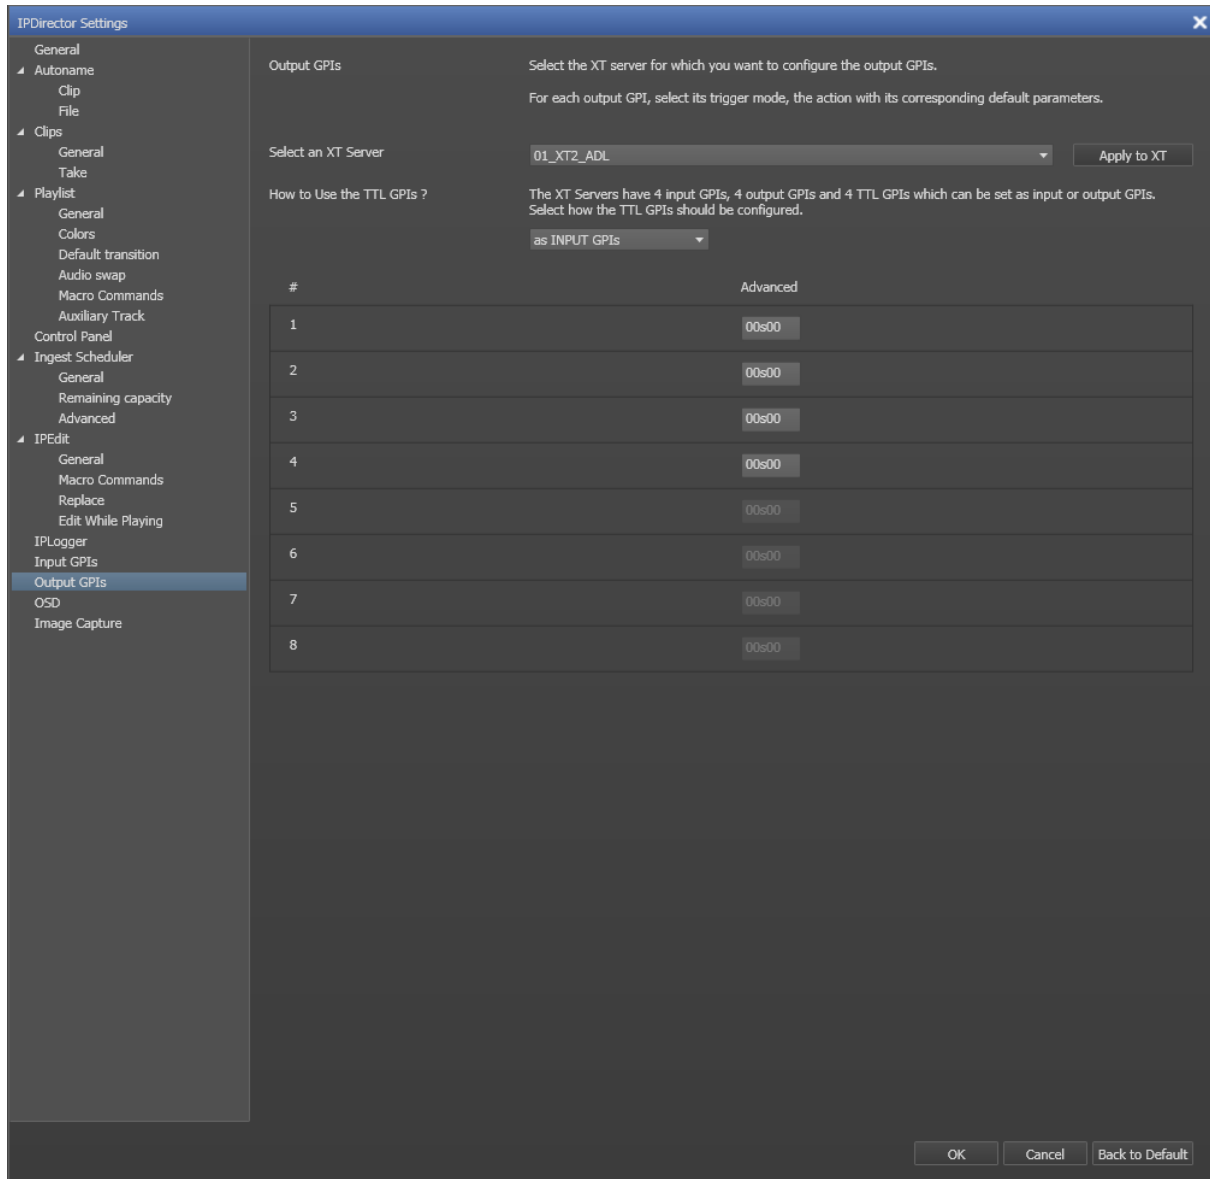 IPDirector Settings
General
Autoname
Clip
File
Clips
General
Take
Playlist
General
Colors
Default transition
Audio swap
Macro Commands
Auxiliary Track
Control Panel
Ingest Scheduler
General
Remaining capacity
Advanced
IPEdit
General
Macro Commands
Replace
Edit While Playing
IPLogger
Input GPIs
Output GPIs
OSD
Image Capture
Output GPIs
Select the XT server for which you want to configure the output GPIs.
For each output GPI, select its trigger mode, the action with its corresponding default parameters.
Select an XT Server
01_XT2_ADL
Apply to XT
How to Use the TTL GPIs ?
The XT Servers have 4 input GPIs, 4 output GPIs and 4 TTL GPIs which can be set as input or output GPIs.
Select how the TTL GPIs should be configured.
as INPUT GPIs
# Advanced
1 00s00
2 00s00
3 00s00
4 00s00
5 00s00
6 00s00
7 00s00
8 00s00
OK Cancel Back to Default